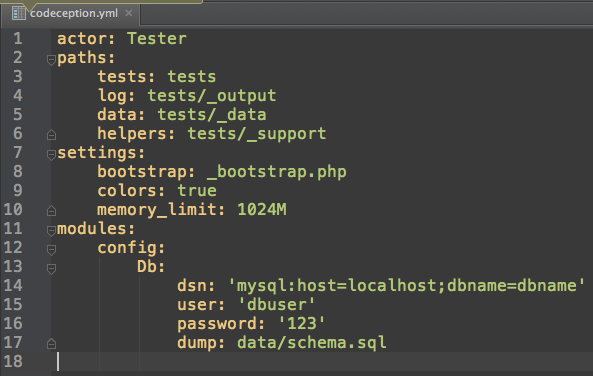 codeception.yml ×
1 actor: Tester
2 paths:
3     tests: tests
4     log: tests/_output
5     data: tests/_data
6     helpers: tests/_support
7 settings:
8     bootstrap: _bootstrap.php
9     colors: true
10     memory_limit: 1024M
11 modules:
12     config:
13         Db:
14             dsn: 'mysql:host=localhost;dbname=dbname'
15             user: 'dbuser'
16             password: '123'
17             dump: data/schema.sql
18